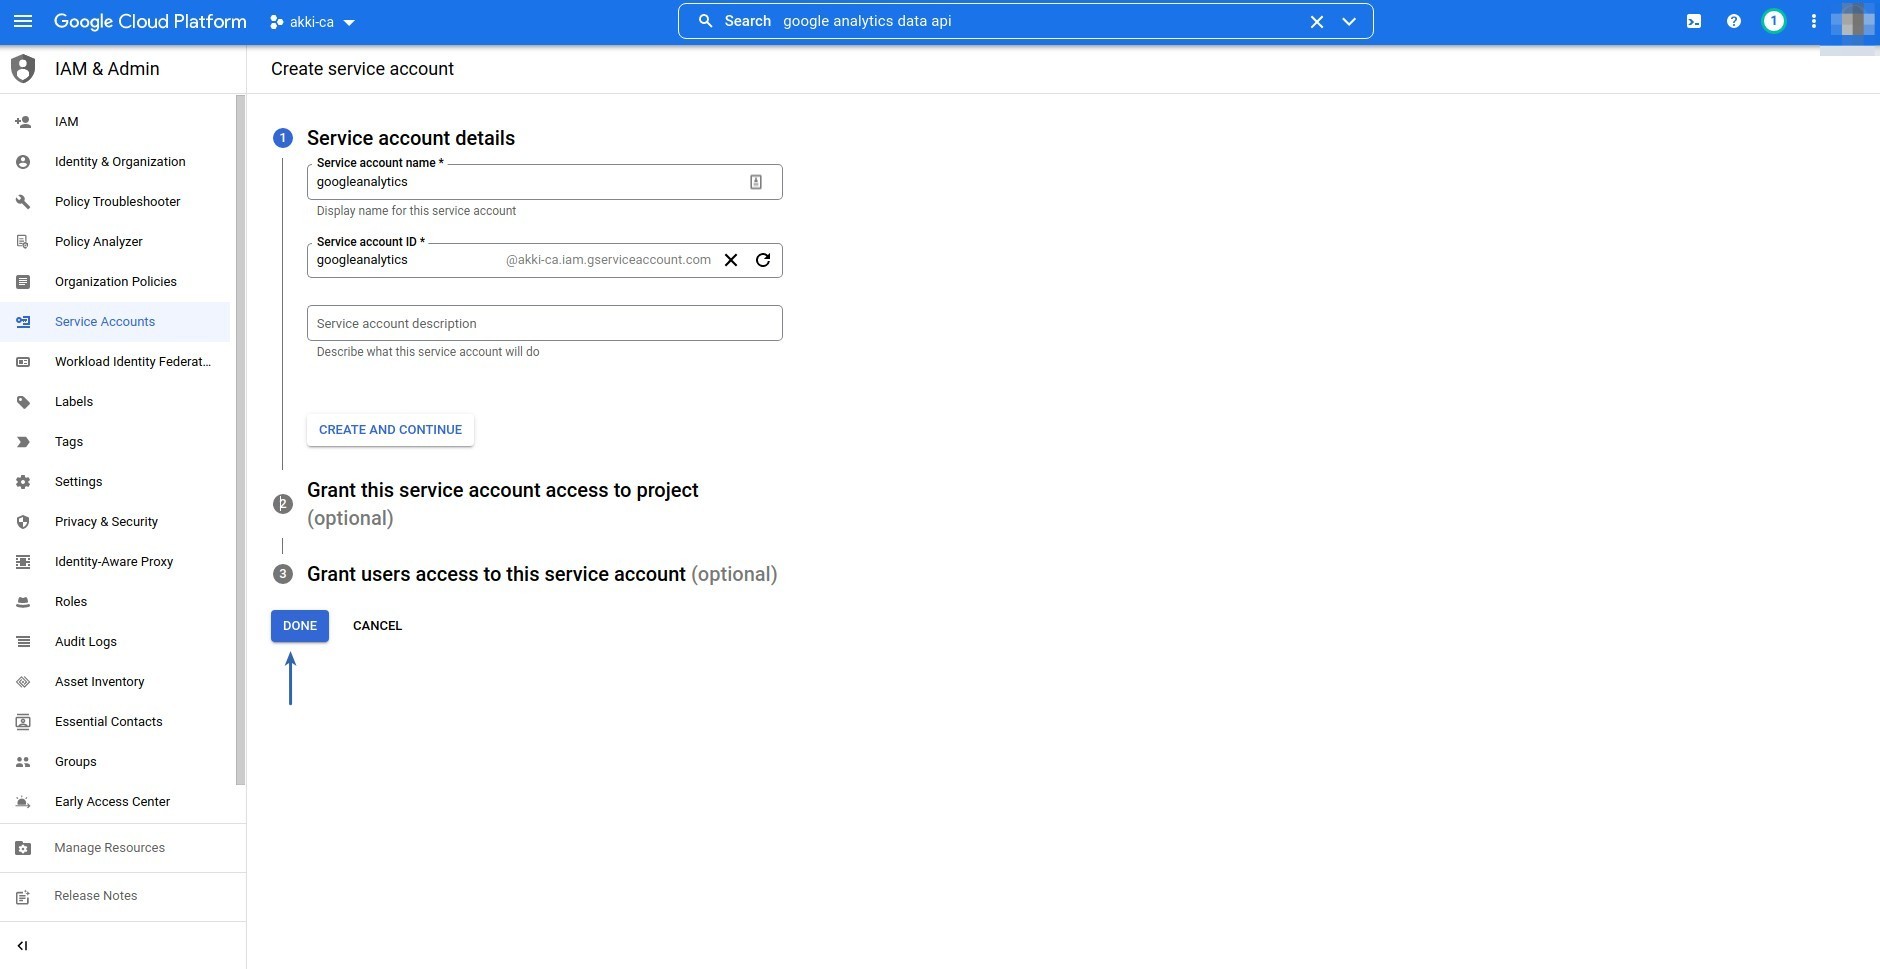 Google Cloud Platform
akki-ca
Search google analytics data api
1
IAM & Admin
Create service account
IAM
Identity & Organization
Policy Troubleshooter
Policy Analyzer
Organization Policies
Service Accounts
Workload Identity Federat...
Labels
Tags
Settings
Privacy & Security
Identity-Aware Proxy
Roles
Audit Logs
Asset Inventory
Essential Contacts
Groups
Early Access Center
Manage Resources
Release Notes
1 Service account details
Service account name *
googleanalytics
Display name for this service account
Service account ID *
googleanalytics @akki-ca.iam.gserviceaccount.com
Service account description
Describe what this service account will do
CREATE AND CONTINUE
2 Grant this service account access to project
(optional)
3 Grant users access to this service account (optional)
DONE CANCEL